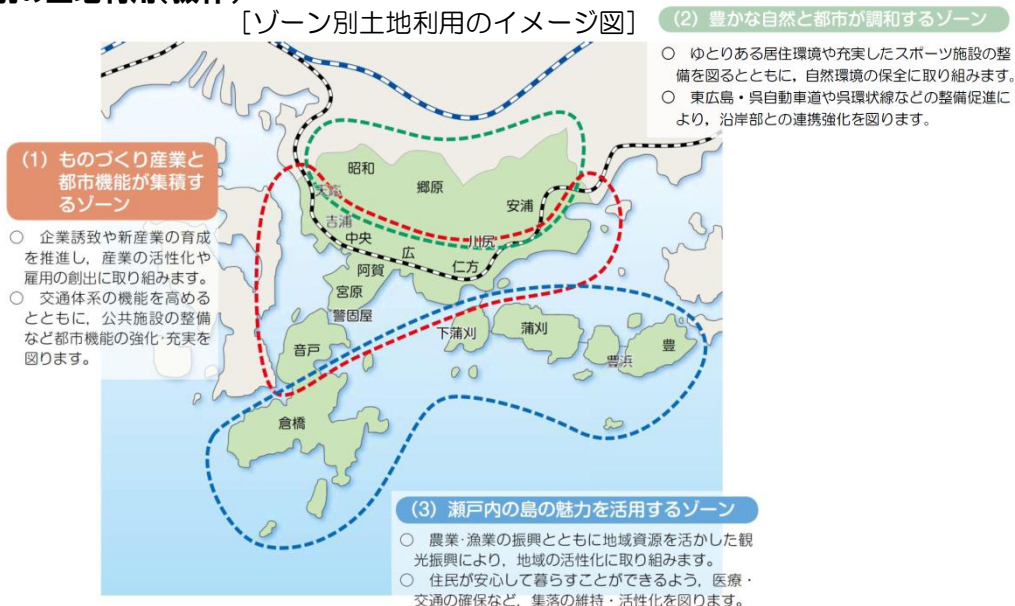 別の土地利用(抜粋)
[ゾーン別土地利用のイメージ図]
(2) 豊かな自然と都市が調和するゾーン
○ ゆとりある居住環境や充実したスポーツ施設の整
備を図るとともに，自然環境の保全に取り組みます。
○ 東広島・呉自動車道や呉環状線などの整備促進に
より，沿岸部との連携強化を図ります。
(1) ものづくり産業と
都市機能が集積す
るゾーン
○ 企業誘致や新産業の育成
を推進し，産業の活性化や
雇用の創出に取り組みます。
○ 交通体系の機能を高める
とともに，公共施設の整備
など都市機能の強化・充実を
図ります。
昭和
郷原
天応
安浦
吉浦
中央
川尻
広
仁方
阿賀
宮原
警固屋
音戸
下蒲刈
蒲刈
豊
豊浜
倉橋
(3) 瀬戸内の島の魅力を活用するゾーン
○ 農業・漁業の振興とともに地域資源を活かした観
光振興により，地域の活性化に取り組みます。
○ 住民が安心して暮らすことができるよう，医療・
交通の確保など，集落の維持・活性化を図ります。